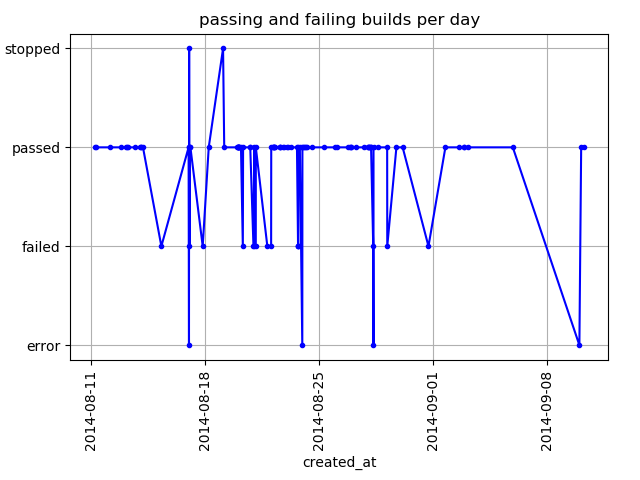 passing and failing builds per day
stopped
passed
failed
error
2014-08-11
2014-08-18
2014-08-25
2014-09-01
2014-09-08
created_at